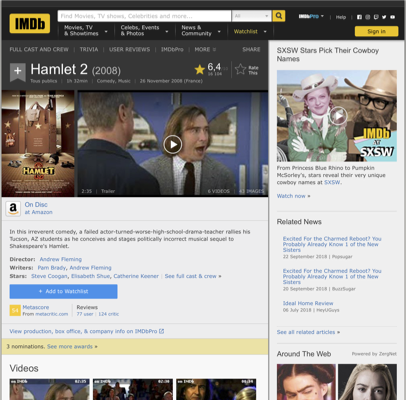 IMDb
Find Movies, TV shows, Celebrities and more...
All
IMDbPro
Help
Movies, TV
& Showtimes
Celebs, Events
& Photos
News &
Community
Watchlist
Sign in
FULL CAST AND CREW | TRIVIA | USER REVIEWS | IMDbPro | MORE
SHARE
Hamlet 2 (2008)
6,4
Rate
This
Tous publics | 1h 32min | Comedy, Music | 26 November 2008 (France)
HAMLET
2:35 | Trailer
6 VIDEOS
42 IMAGES
On Disc
at Amazon
In this irreverent comedy, a failed actor-turned-worse-high-school-drama-teacher rallies his
Tucson, AZ students as he conceives and stages politically incorrect musical sequel to
Shakespeare's Hamlet.
Director: Andrew Fleming
Writers: Pam Brady, Andrew Fleming
Stars: Steve Coogan, Elisabeth Shue, Catherine Keener | See full cast & crew »
+ Add to Watchlist
Metascore
From metacritic.com
Reviews
77 user | 124 critic
View production, box office, & company info on IMDbPro
3 nominations. See more awards »
Videos
SXSW Stars Pick Their Cowboy
Names
IMDb
AT
SXSW
From Princess Blue Rhino to Pumpkin
McSorley's, stars reveal their very unique
cowboy names at SXSW.
Watch now »
Related News
Excited For the Charmed Reboot? You
Probably Already Know 1 of the New
Stars
22 September 2018 | Popsugar
Excited For the Charmed Reboot? You
Probably Already Know 1 of the New
Stars
20 September 2018 | BuzzSugar
Ideal Home Review
06 July 2018 | HeyUGuys
See all related articles »
Around The Web
Powered by ZergNet